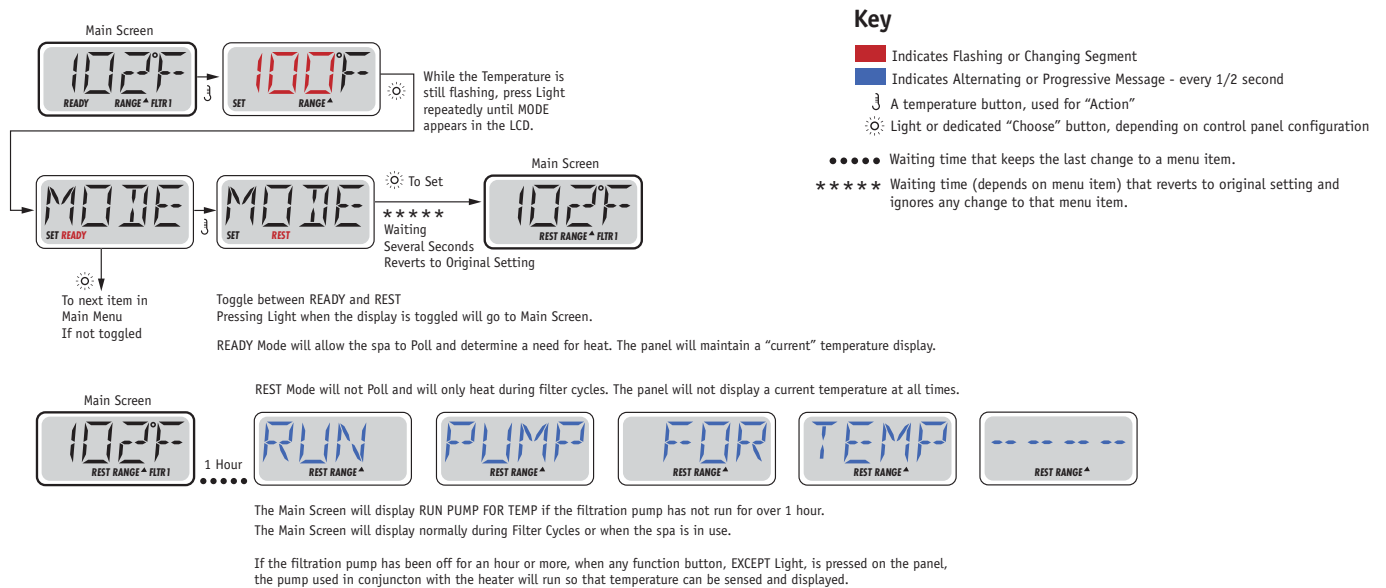 Main Screen
102°F
READY RANGE FLTR1
100°F
SET RANGE
While the Temperature is
still flashing, press Light
repeatedly until MODE
appears in the LCD.
Key
Indicates Flashing or Changing Segment
Indicates Alternating or Progressive Message - every 1/2 second
A temperature button, used for “Action”
Light or dedicated “Choose” button, depending on control panel configuration
••••• Waiting time that keeps the last change to a menu item.
***** Waiting time (depends on menu item) that reverts to original setting and
ignores any change to that menu item.
MODE
SET READY
MODE
SET REST
To Set
*****
Waiting
Several Seconds
Reverts to Original Setting
Main Screen
102°F
REST RANGE FLTR1
To next item in
Main Menu
If not toggled
Toggle between READY and REST
Pressing Light when the display is toggled will go to Main Screen.
READY Mode will allow the spa to Poll and determine a need for heat. The panel will maintain a “current” temperature display.
REST Mode will not Poll and will only heat during filter cycles. The panel will not display a current temperature at all times.
Main Screen
102°F
REST RANGE FLTR1
1 Hour
•••••
RUN
REST RANGE
PUMP
REST RANGE
FOR
REST RANGE
TEMP
REST RANGE
-- -- -- --
REST RANGE
The Main Screen will display RUN PUMP FOR TEMP if the filtration pump has not run for over 1 hour.
The Main Screen will display normally during Filter Cycles or when the spa is in use.
If the filtration pump has been off for an hour or more, when any function button, EXCEPT Light, is pressed on the panel,
the pump used in conjuncton with the heater will run so that temperature can be sensed and displayed.